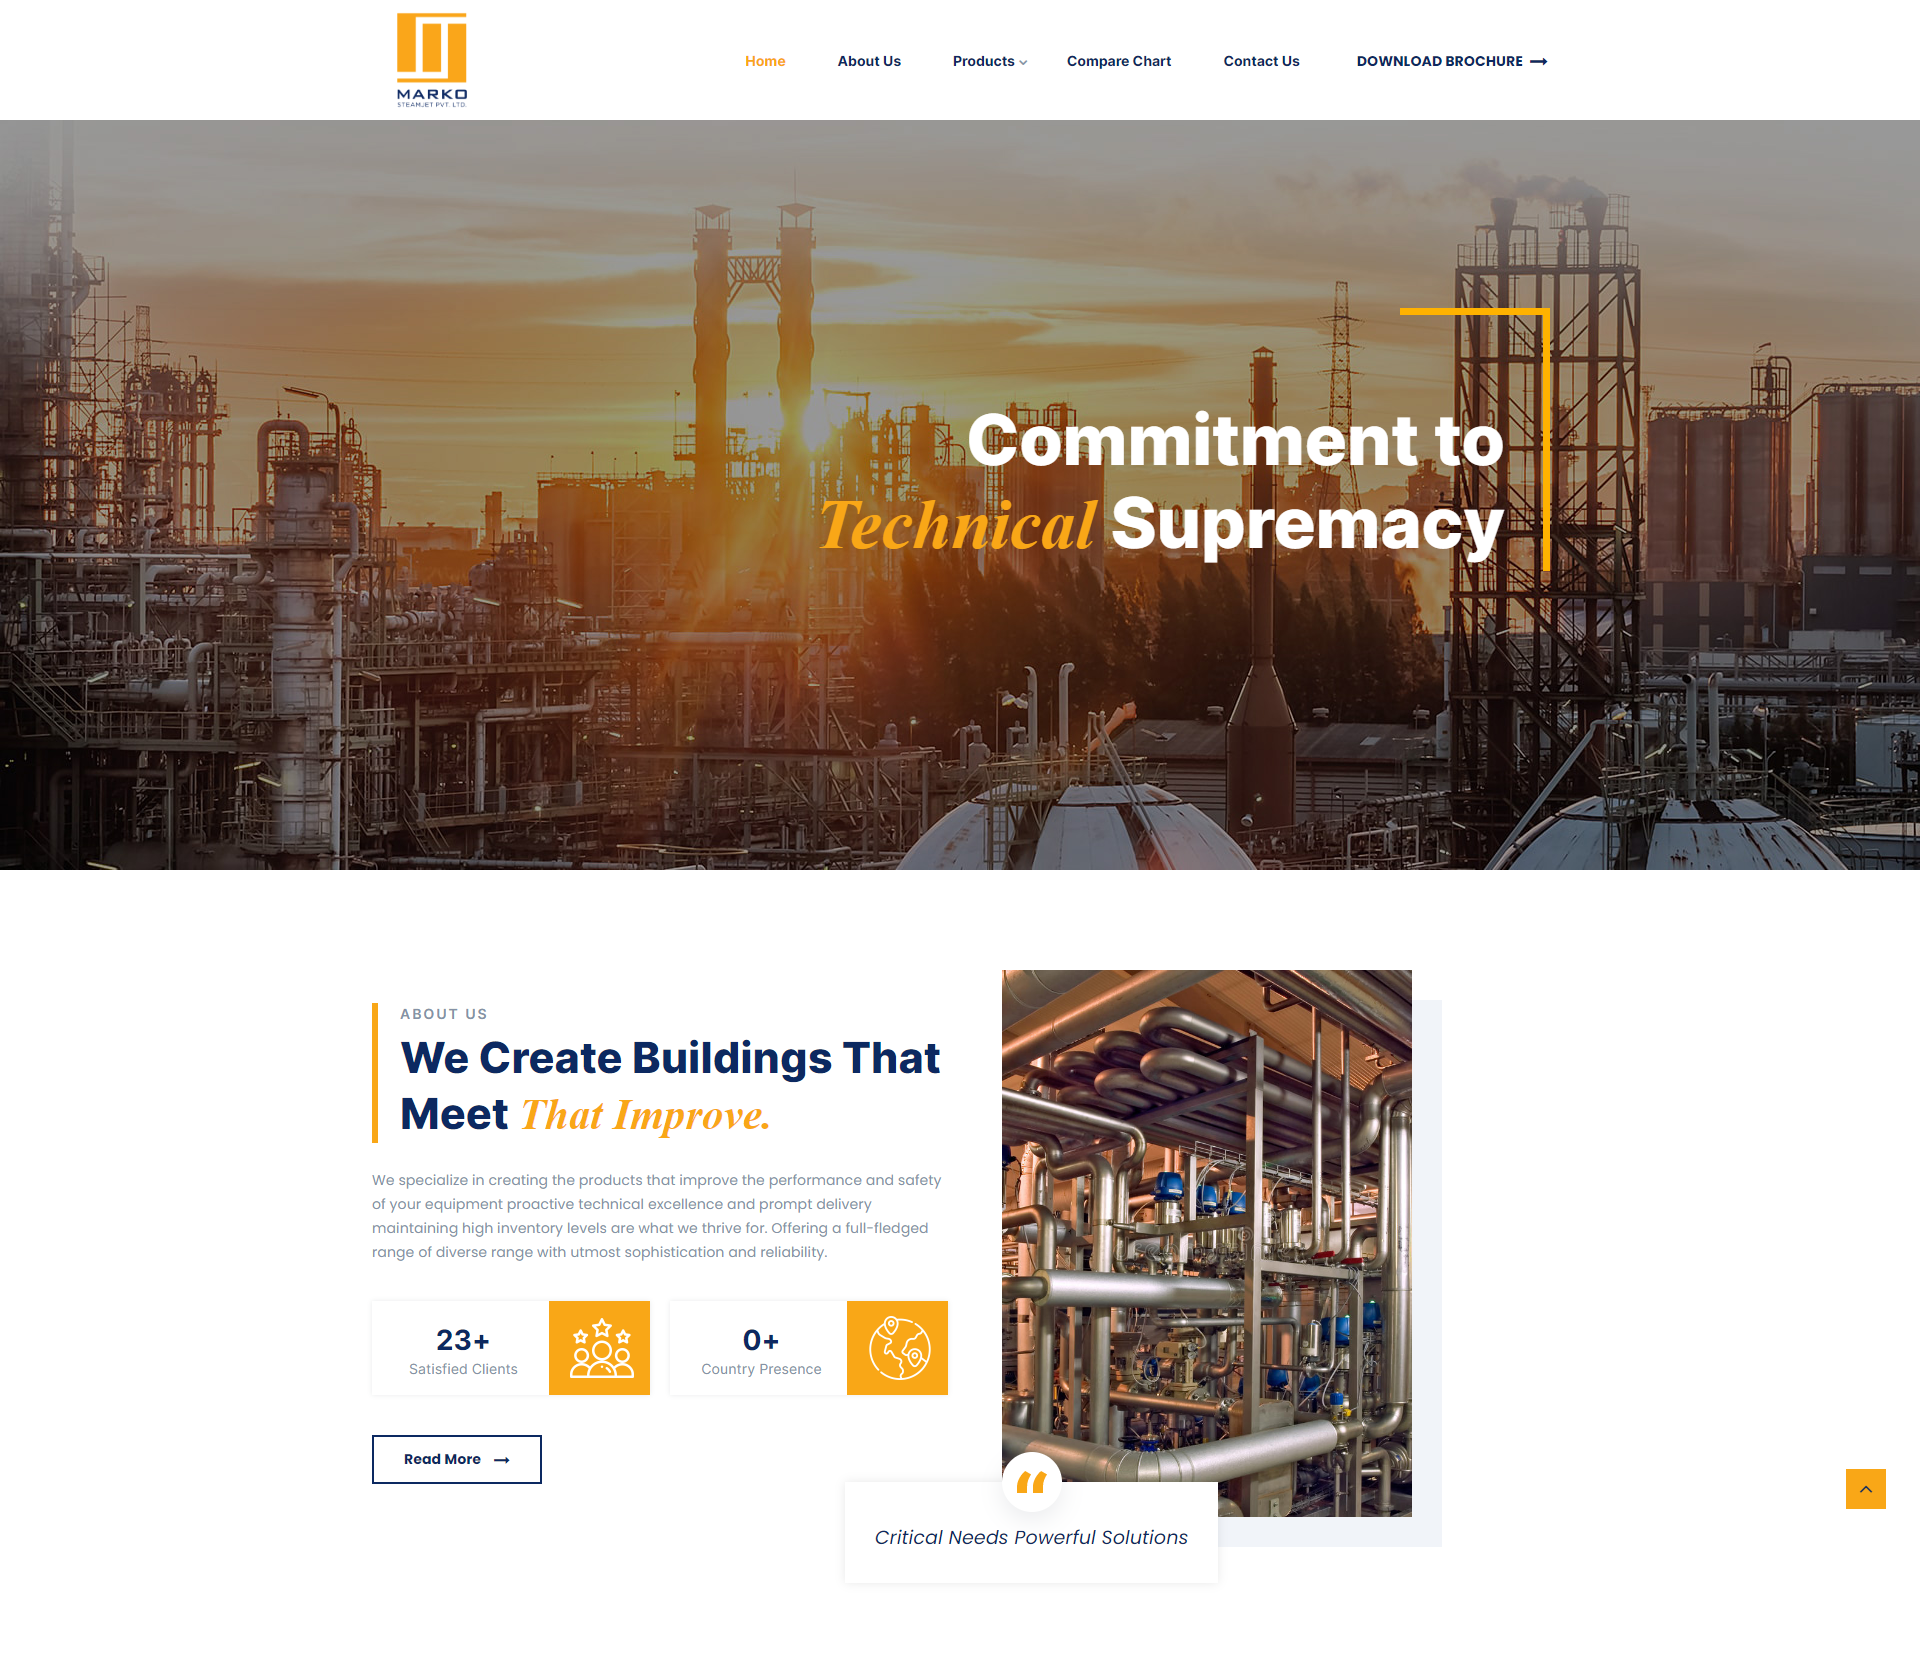 MARKO
STEAMJET PVT. LTD.
Home
About Us
Products
Compare Chart
Contact Us
DOWNLOAD BROCHURE
Commitment to
Technical Supremacy
ABOUT US
We Create Buildings That
Meet That Improve.
We specialize in creating the products that improve the performance and safety
of your equipment proactive technical excellence and prompt delivery
maintaining high inventory levels are what we thrive for. Offering a full-fledged
range of diverse range with utmost sophistication and reliability.
23+
Satisfied Clients
0+
Country Presence
Read More
“
Critical Needs Powerful Solutions